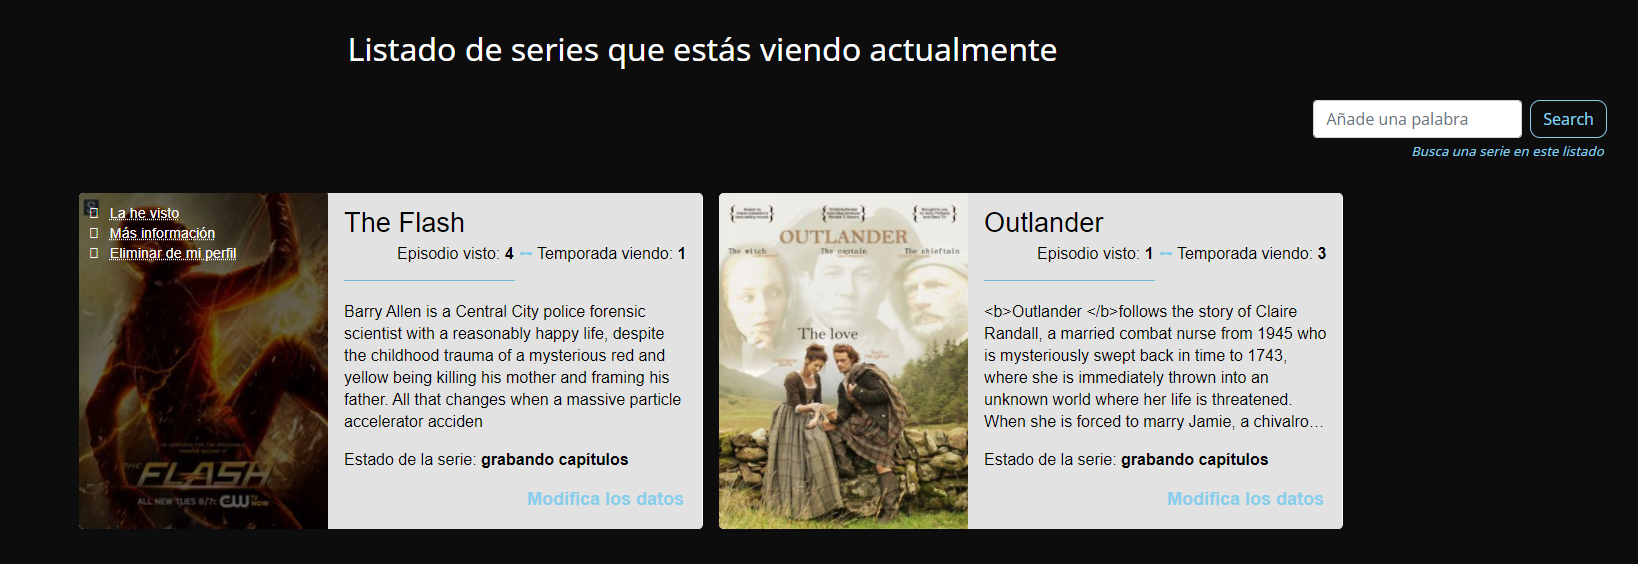 Listado de series que estás viendo actualmente
Añade una palabra
Search
Busca una serie en este listado
La he visto
Más información
Eliminar de mi perfil
THE FLASH
ALL NEW TUES 8/7c CW
The Flash
Episodio visto: 4 -- Temporada viendo: 1
Barry Allen is a Central City police forensic
scientist with a reasonably happy life, despite
the childhood trauma of a mysterious red and
yellow being killing his mother and framing his
father. All that changes when a massive particle
accelerator acciden
Estado de la serie: grabando capítulos
Modifica los datos
OUTLANDER
The witch
The captain
The chieftain
The love
Outlander
Episodio visto: 1 -- Temporada viendo: 3
<b>Outlander </b>follows the story of Claire
Randall, a married combat nurse from 1945 who
is mysteriously swept back in time to 1743,
where she is immediately thrown into an
unknown world where her life is threatened.
When she is forced to marry Jamie, a chivalro...
Estado de la serie: grabando capítulos
Modifica los datos